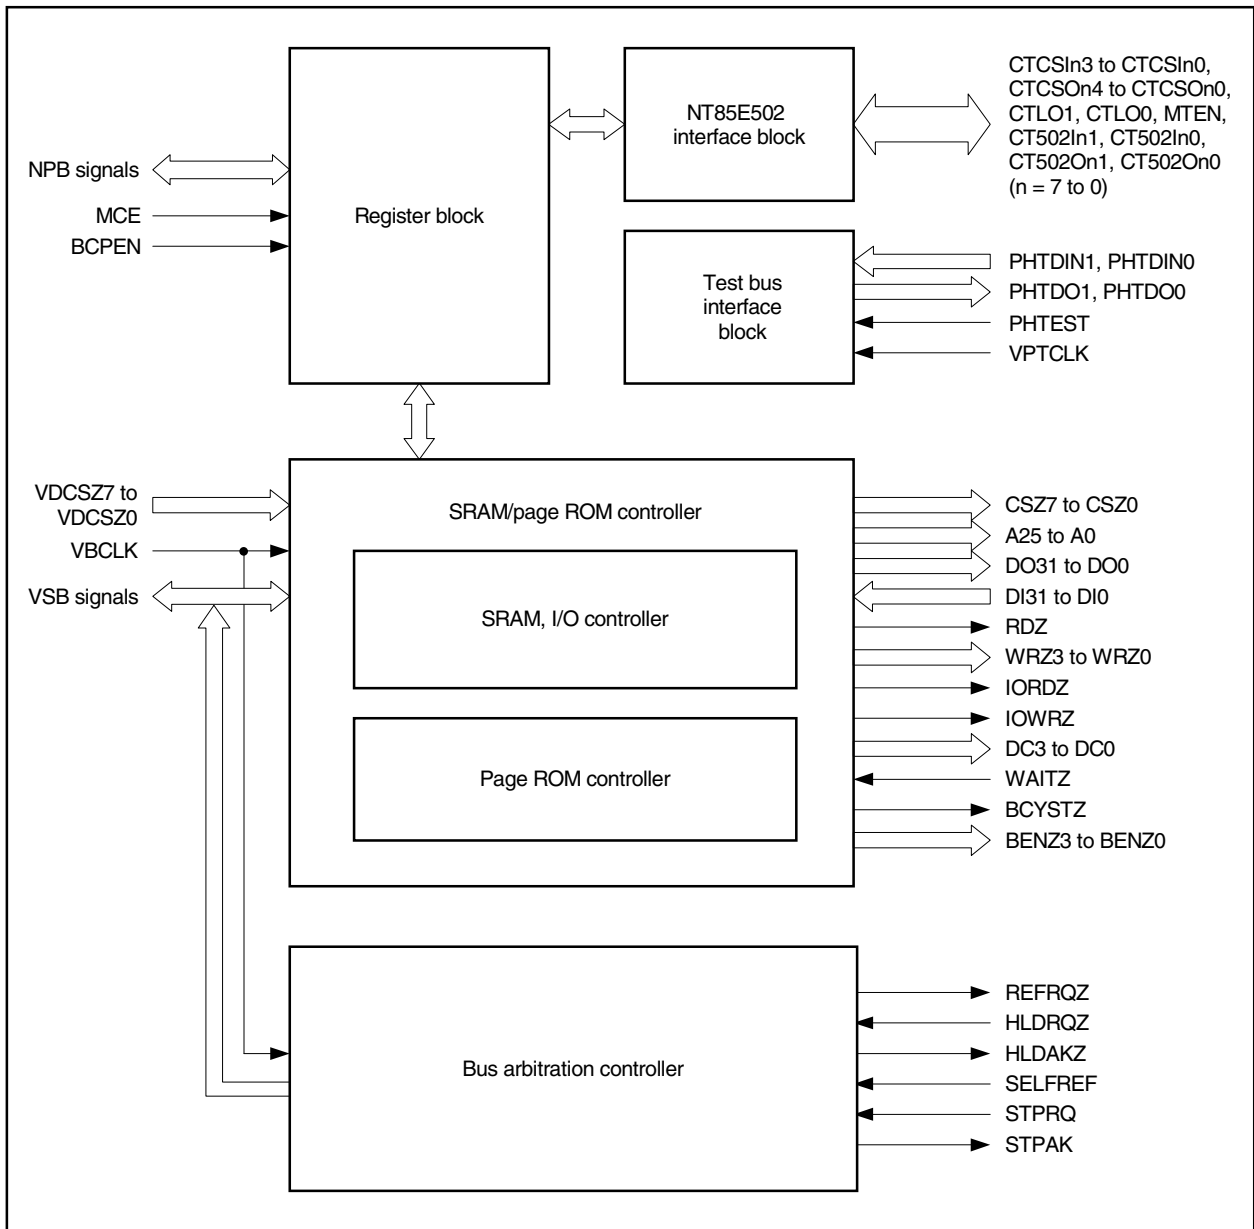 CTCSIn3 to CTCSIn0,
CTCSOn4 to CTCSOn0,
CTLO1, CTLO0, MTEN,
CT502In1, CT502In0,
CT502On1, CT502On0
(n = 7 to 0)
NT85E502
interface block
NPB signals
MCE
BCPEN
Register block
Test bus
interface
block
PHTDIN1, PHTDIN0
PHTDO1, PHTDO0
PHTEST
VPTCLK
VDCSZ7 to
VDCSZ0
VBCLK
VSB signals
SRAM/page ROM controller
SRAM, I/O controller
Page ROM controller
CSZ7 to CSZ0
A25 to A0
DO31 to DO0
DI31 to DI0
RDZ
WRZ3 to WRZ0
IORDZ
IOWRZ
DC3 to DC0
WAITZ
BCYSTZ
BENZ3 to BENZ0
Bus arbitration controller
REFRQZ
HLDRQZ
HLDAKZ
SELFREF
STPRQ
STPAK